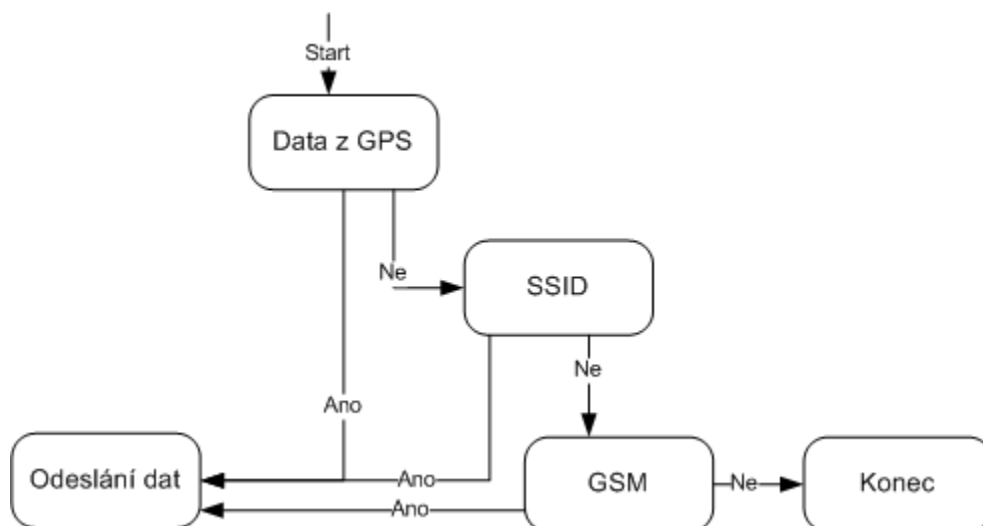 Start
Data z GPS
Ne
SSID
Ne
Ano
Odeslání dat
Ano
GSM
Ne
Konec
Ano